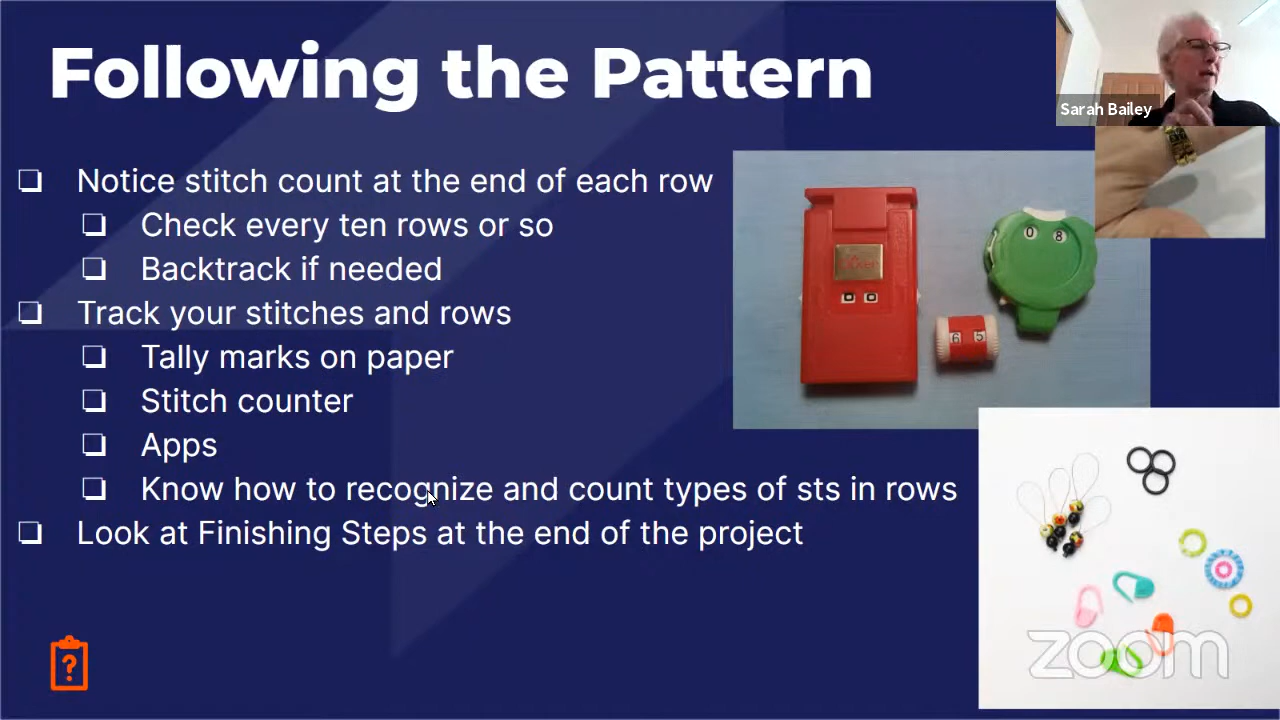 Following the Pattern
Sarah Bailey
❏ Notice stitch count at the end of each row
❏ Check every ten rows or so
❏ Backtrack if needed
❏ Track your stitches and rows
❏ Tally marks on paper
❏ Stitch counter
❏ Apps
❏ Know how to recognize and count types of sts in rows
❏ Look at Finishing Steps at the end of the project
0 0
0 8
6 5
?
zoom